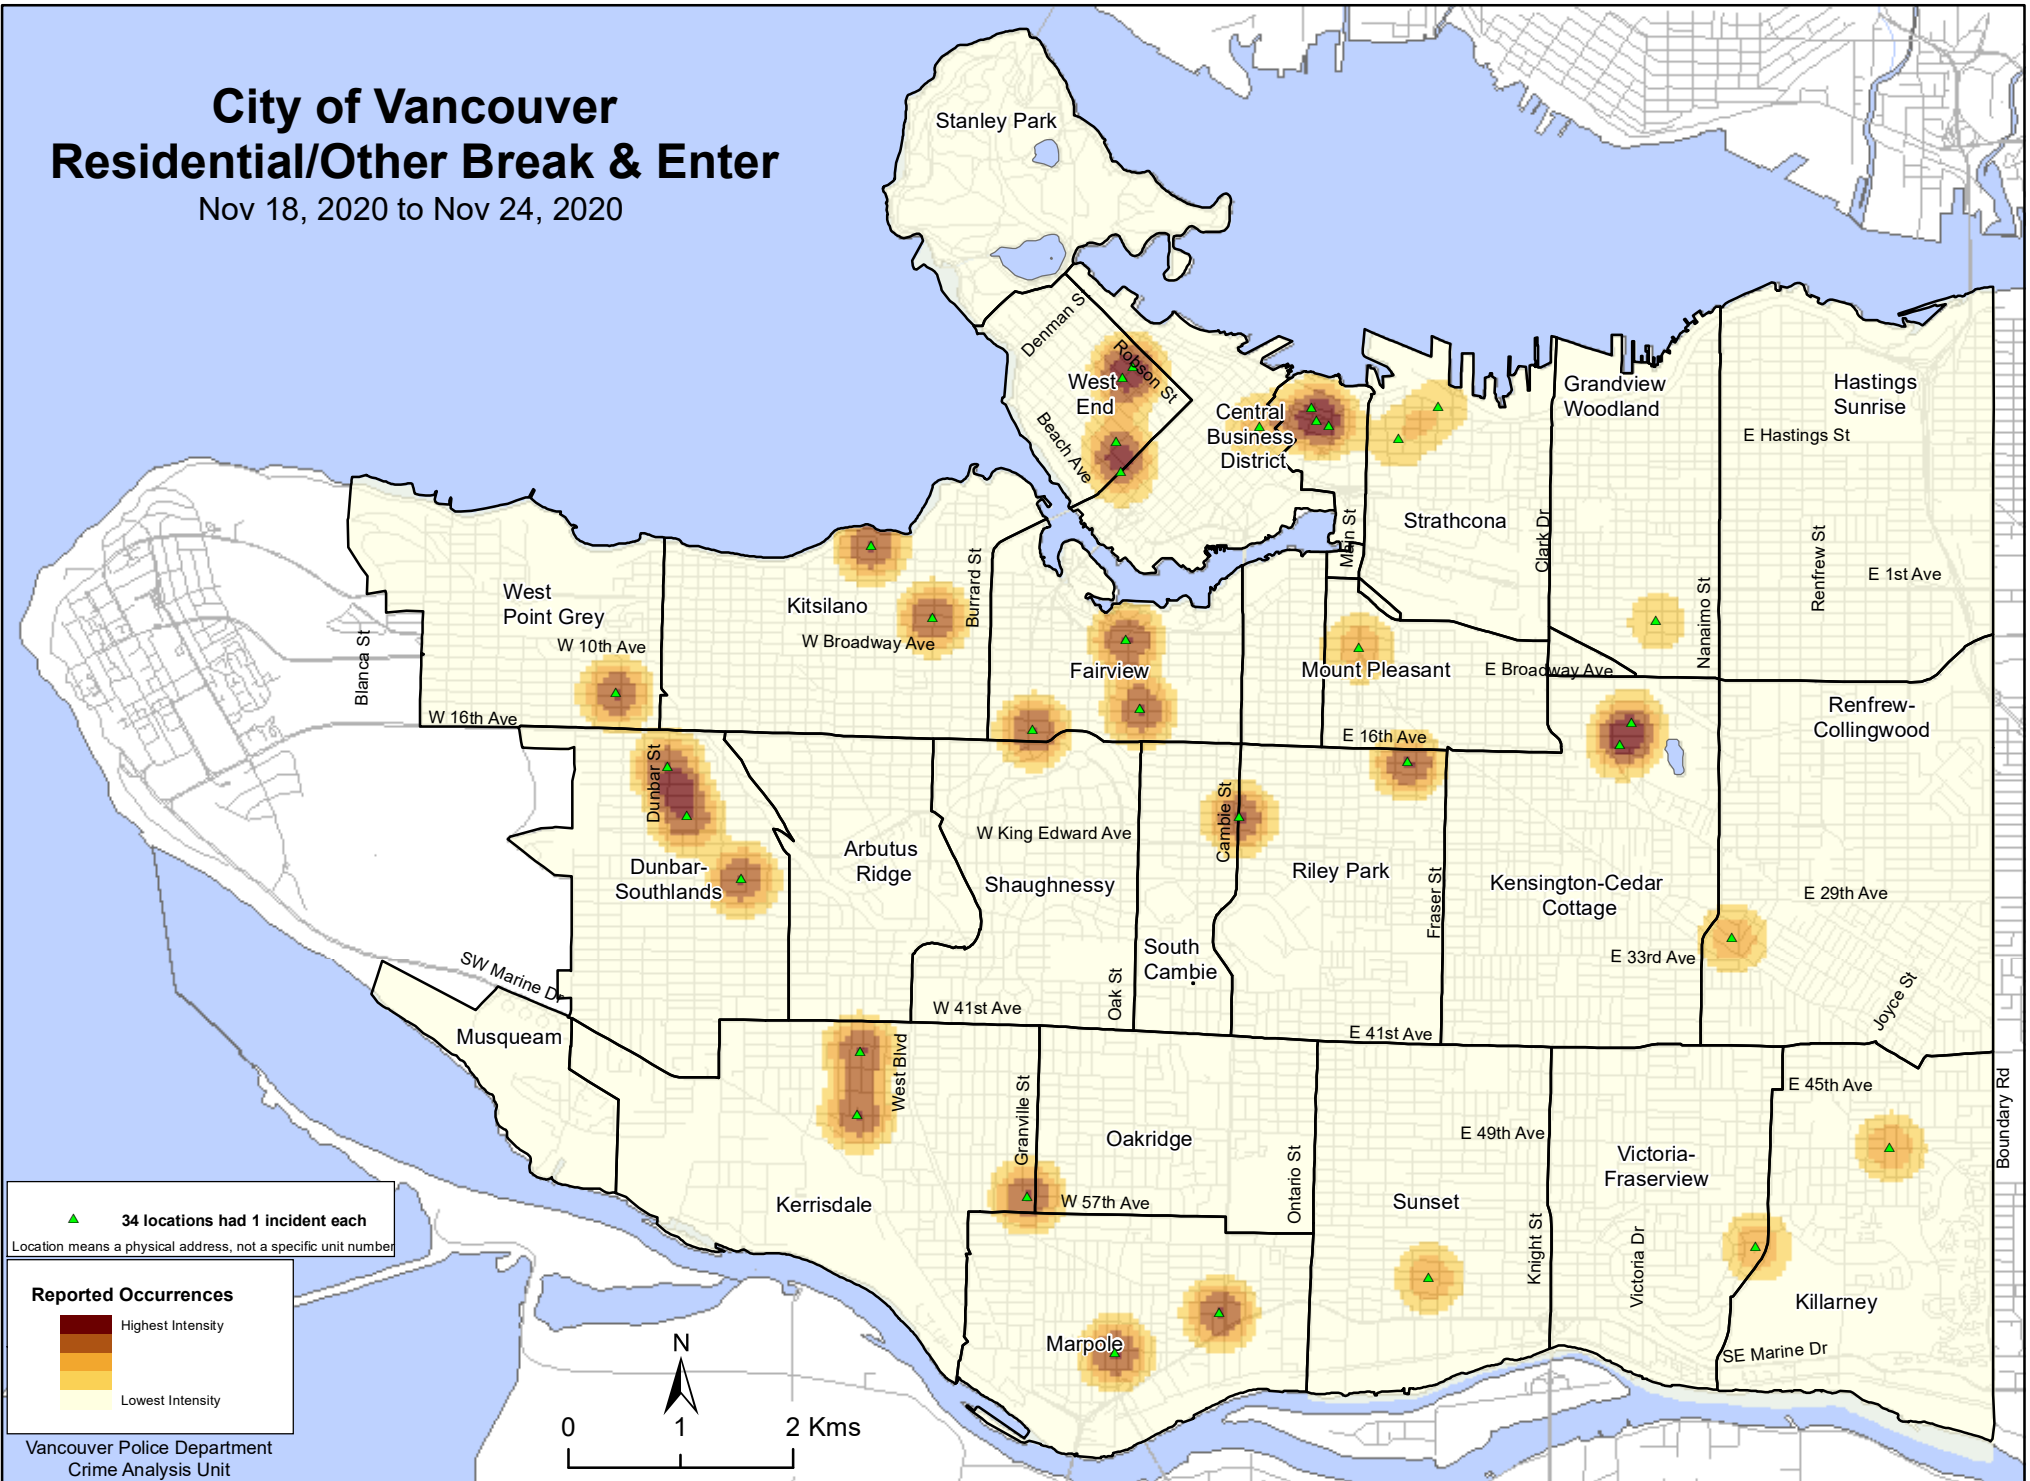 City of Vancouver
Residential/Other Break & Enter
Nov 18, 2020 to Nov 24, 2020
Stanley Park
Denman S
Robson St
West
End
Beach Ave
Central
Business
District
Grandview
Woodland
Hastings
Sunrise
E Hastings St
Strathcona
Main St
Clark Dr
Renfrew St
E 1st Ave
Nanaimo St
West
Point Grey
Kitsilano
Burrard St
W Broadway Ave
W 10th Ave
Blanca St
W 16th Ave
Fairview
Mount Pleasant
E Broadway Ave
E 16th Ave
Renfrew-
Collingwood
Dunbar St
Dunbar-
Southlands
Arbutus
Ridge
W King Edward Ave
Shaughnessy
Cambie St
Riley Park
Fraser St
Kensington-Cedar
Cottage
E 29th Ave
E 33rd Ave
South
Cambie
Oak St
SW Marine Dr
W 41st Ave
E 41st Ave
Joyce St
Musqueam
West Blvd
Granville St
Oakridge
Ontario St
E 49th Ave
E 45th Ave
Boundary Rd
Victoria-
Fraserview
Kerrisdale
W 57th Ave
Sunset
Knight St
Victoria Dr
Killarney
Marpole
SE Marine Dr
34 locations had 1 incident each
Location means a physical address, not a specific unit number
Reported Occurrences
Highest Intensity
Lowest Intensity
Vancouver Police Department
Crime Analysis Unit
N
0 1 2 Kms